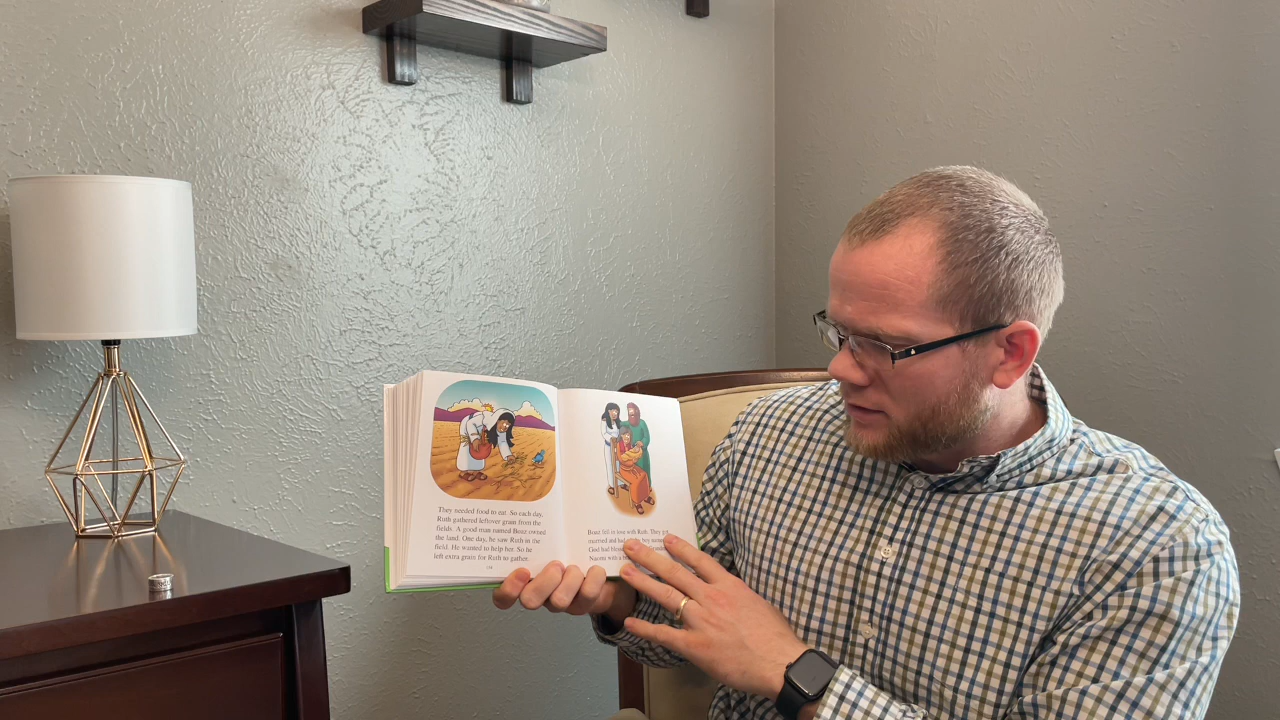 They needed food to eat. So each day,
Ruth gathered leftover grain from the
fields. A good man named Boaz owned
the land. One day, he saw Ruth in the
field. He wanted to help her. So he
left extra grain for Ruth to gather.
Boaz fell in love with Ruth. They got
married and had boy
God had
Naomi with a